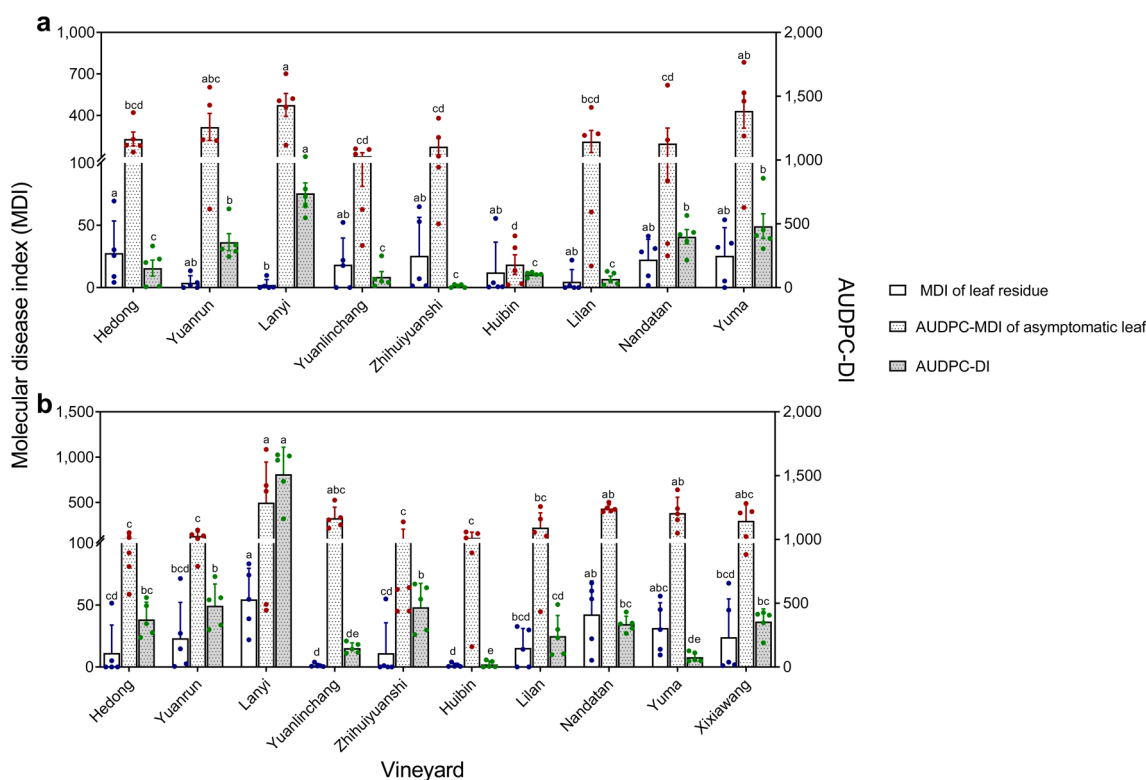 a
1,000
700
400
100
50
0
2,000
1,500
1,000
500
0
a bcd c
ab abc b
b a a
ab cd c
ab cd c
ab d c
ab bcd c
ab cd b
ab ab b
Hedong
Yuanrun
Lanyi
Yuanlinchang
Zhihuiyuanshi
Huibin
Lilan
Nandatan
Yuma
Molecular disease index (MDI)
AUDPC-DI
MDI of leaf residue
AUDPC-MDI of asymptomatic leaf
AUDPC-DI
b
1,500
1,000
500
100
50
0
2,000
1,500
1,000
500
0
cd c bc
bcd c b
a a a
d abc de
cd c b
d c e
bcd bc cd
ab ab bc
abc ab de
bcd abc bc
Hedong
Yuanrun
Lanyi
Yuanlinchang
Zhihuiyuanshi
Huibin
Lilan
Nandatan
Yuma
Xixiawang
Vineyard